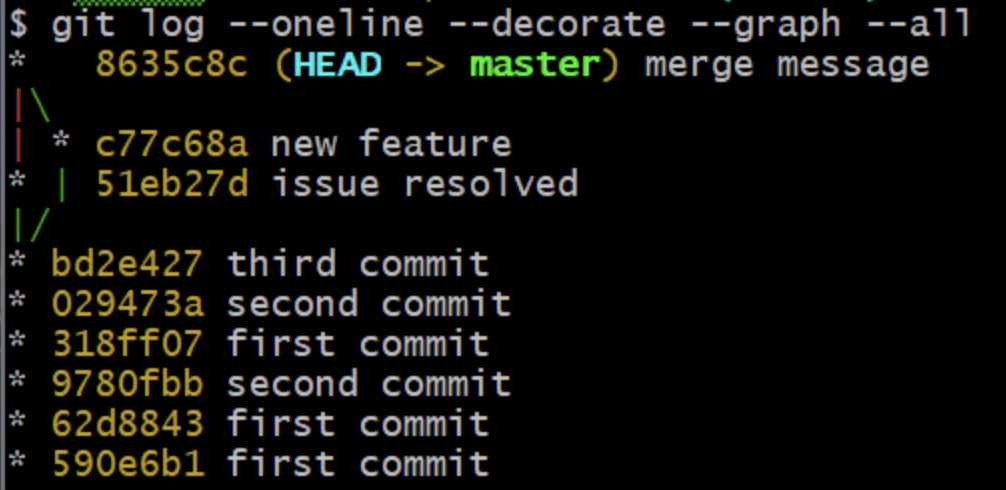 $ git log --oneline --decorate --graph --all
*   8635c8c (HEAD -> master) merge message
|\
| * c77c68a new feature
* | 51eb27d issue resolved
|/
* bd2e427 third commit
* 029473a second commit
* 318ff07 first commit
* 9780fbb second commit
* 62d8843 first commit
* 590e6b1 first commit